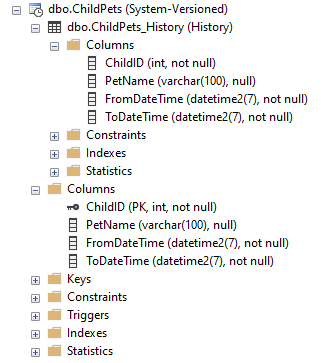 dbo.ChildPets (System-Versioned)
dbo.ChildPets_History (History)
Columns
ChildID (int, not null)
PetName (varchar(100), null)
FromDateTime (datetime2(7), not null)
ToDateTime (datetime2(7), not null)
Constraints
Indexes
Statistics
Columns
ChildID (PK, int, not null)
PetName (varchar(100), null)
FromDateTime (datetime2(7), not null)
ToDateTime (datetime2(7), not null)
Keys
Constraints
Triggers
Indexes
Statistics